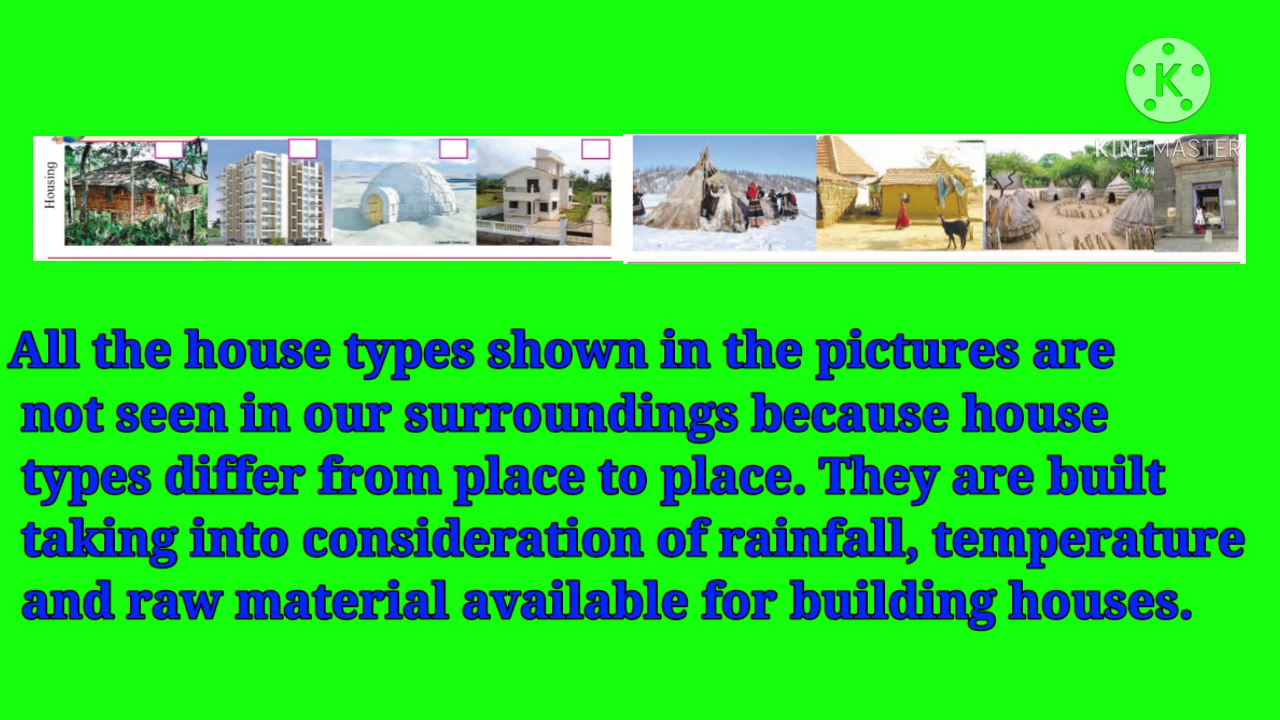 K
KINEMASTER
Housing
All the house types shown in the pictures are
not seen in our surroundings because house
types differ from place to place. They are built
taking into consideration of rainfall, temperature
and raw material available for building houses.